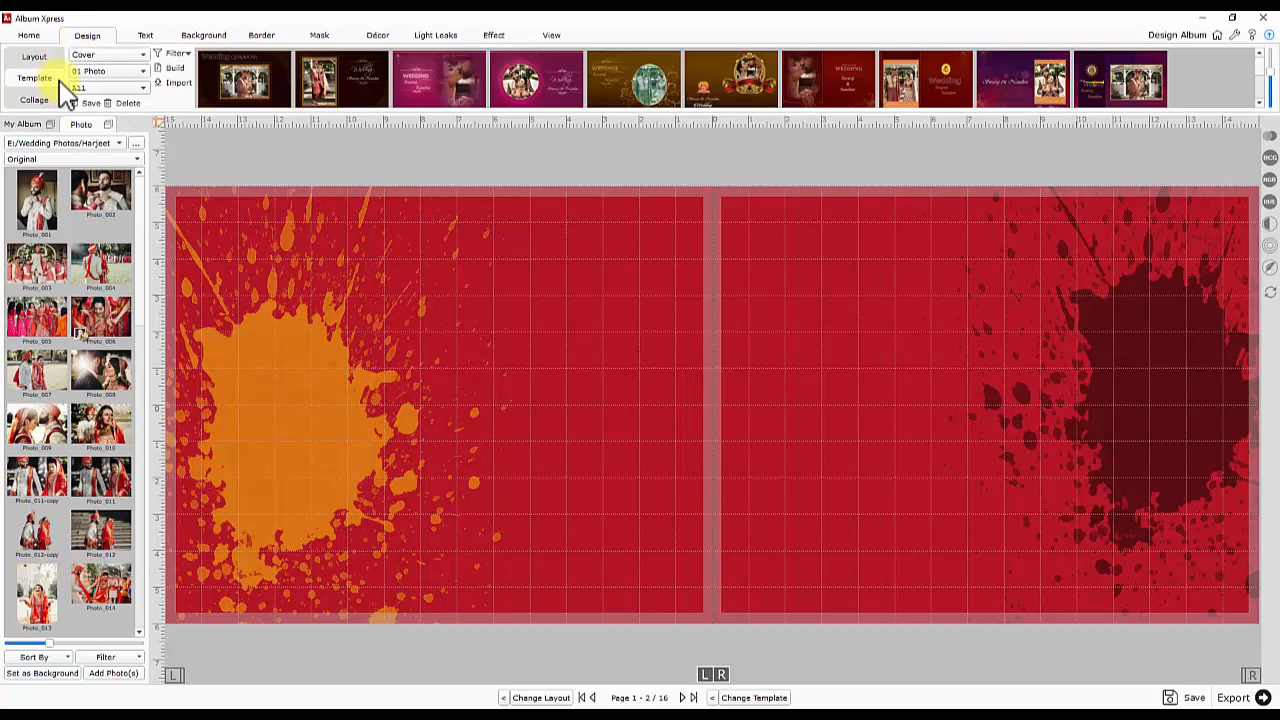 Album Xpress
Home Design Text Background Border Mask Décor Light Leaks Effect View Design Album
Layout Cover Filter
Template 01 Photo Build
Import
Collage Save Delete
My Album Photo
E:/Wedding Photos/Harjeet ...
Original
Photo_001 Photo_002
Photo_003 Photo_004
Photo_005 Photo_006
Photo_007 Photo_008
Photo_009 Photo_010
Photo_011-copy Photo_011
Photo_012-copy Photo_012
Photo_013 Photo_014
BCG
RGB
HUE
Sort By Filter
Set as Background Add Photo(s)
L L R R
< Change Layout Page 1 - 2 / 16 < Change Template Save Export